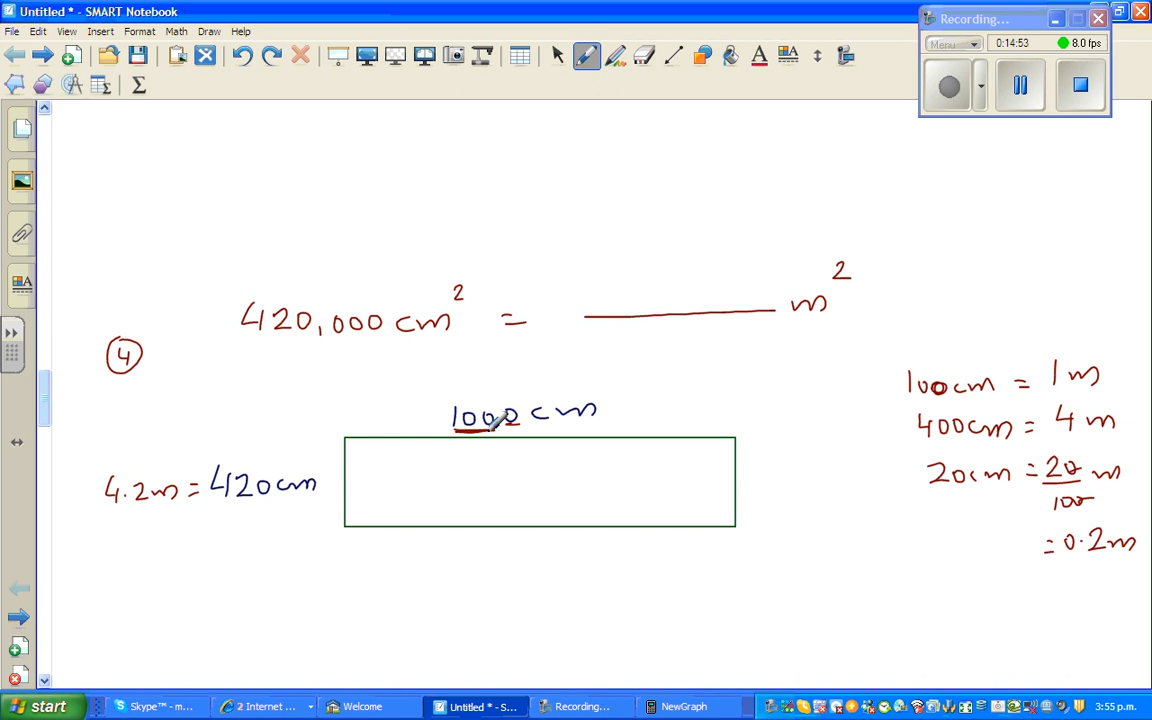 Untitled * - SMART Notebook
File Edit View Insert Format Math Draw Help
Recording...
Menu 0:14:53 8.0 fps
420,000 cm² = ________ m²
4
1000 cm
4.2m = 420cm
100cm = 1m
400cm = 4 m
20cm = 20/100 m
= 0.2m
start Skype™ - m... 2 Internet ... Welcome Untitled * - S... Recording... NewGraph 3:55 p.m.